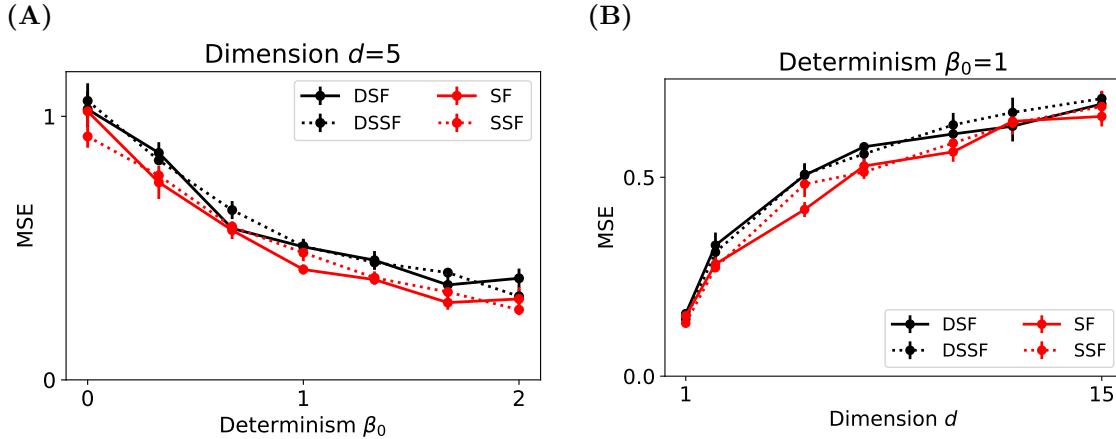 (A)
Dimension d=5
MSE
1
0
DSF
DSSF
SF
SSF
0
1
2
Determinism β₀
(B)
Determinism β₀=1
MSE
0.5
0.0
DSF
DSSF
SF
SSF
1
15
Dimension d